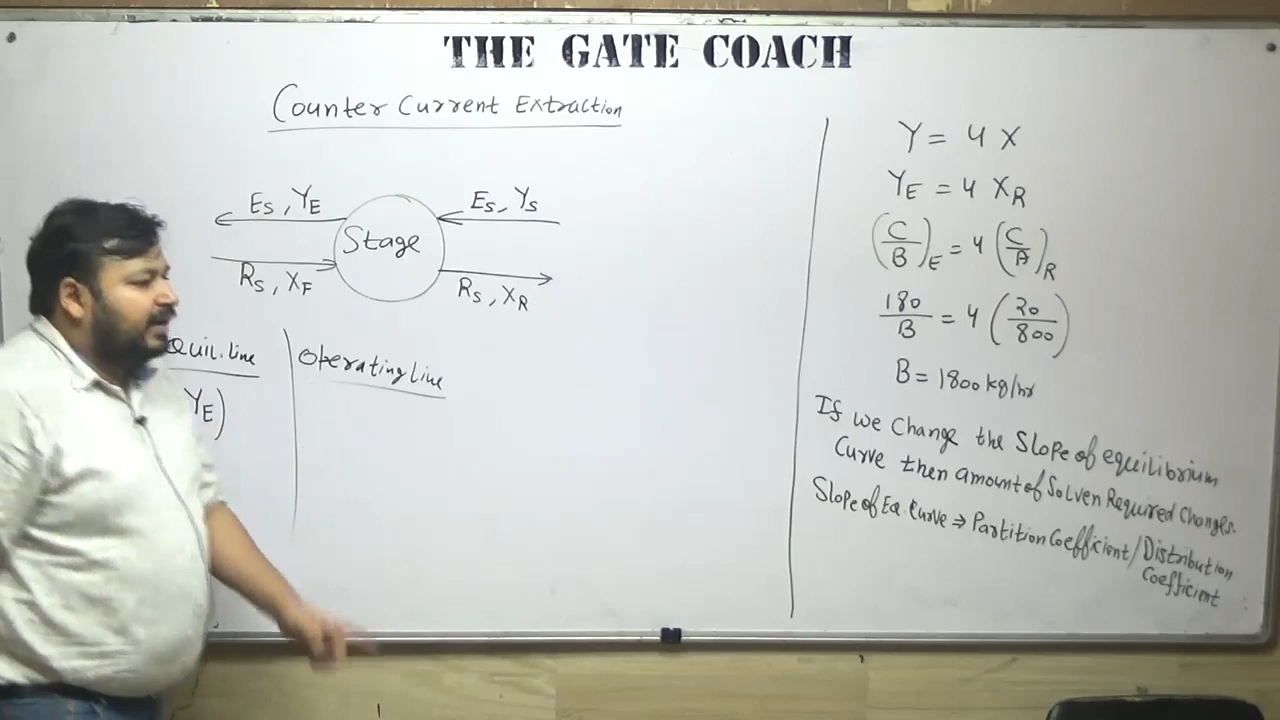 THE GATE COACH
Counter Current Extraction
Es, YE
Es, Ys
Stage
Rs, XF
Rs, XR
quil. line
YE)
Operating Line
Y = 4 X
YE = 4 XR
(C/B)E = 4 (C/A)R
180/B = 4 (20/800)
B = 1800 kg/hr
If we change the Slope of equilibrium
Curve then amount of Solven Required Changes.
Slope of Eq. Curve ⇒ Partition Coefficient/Distribution
Coefficient